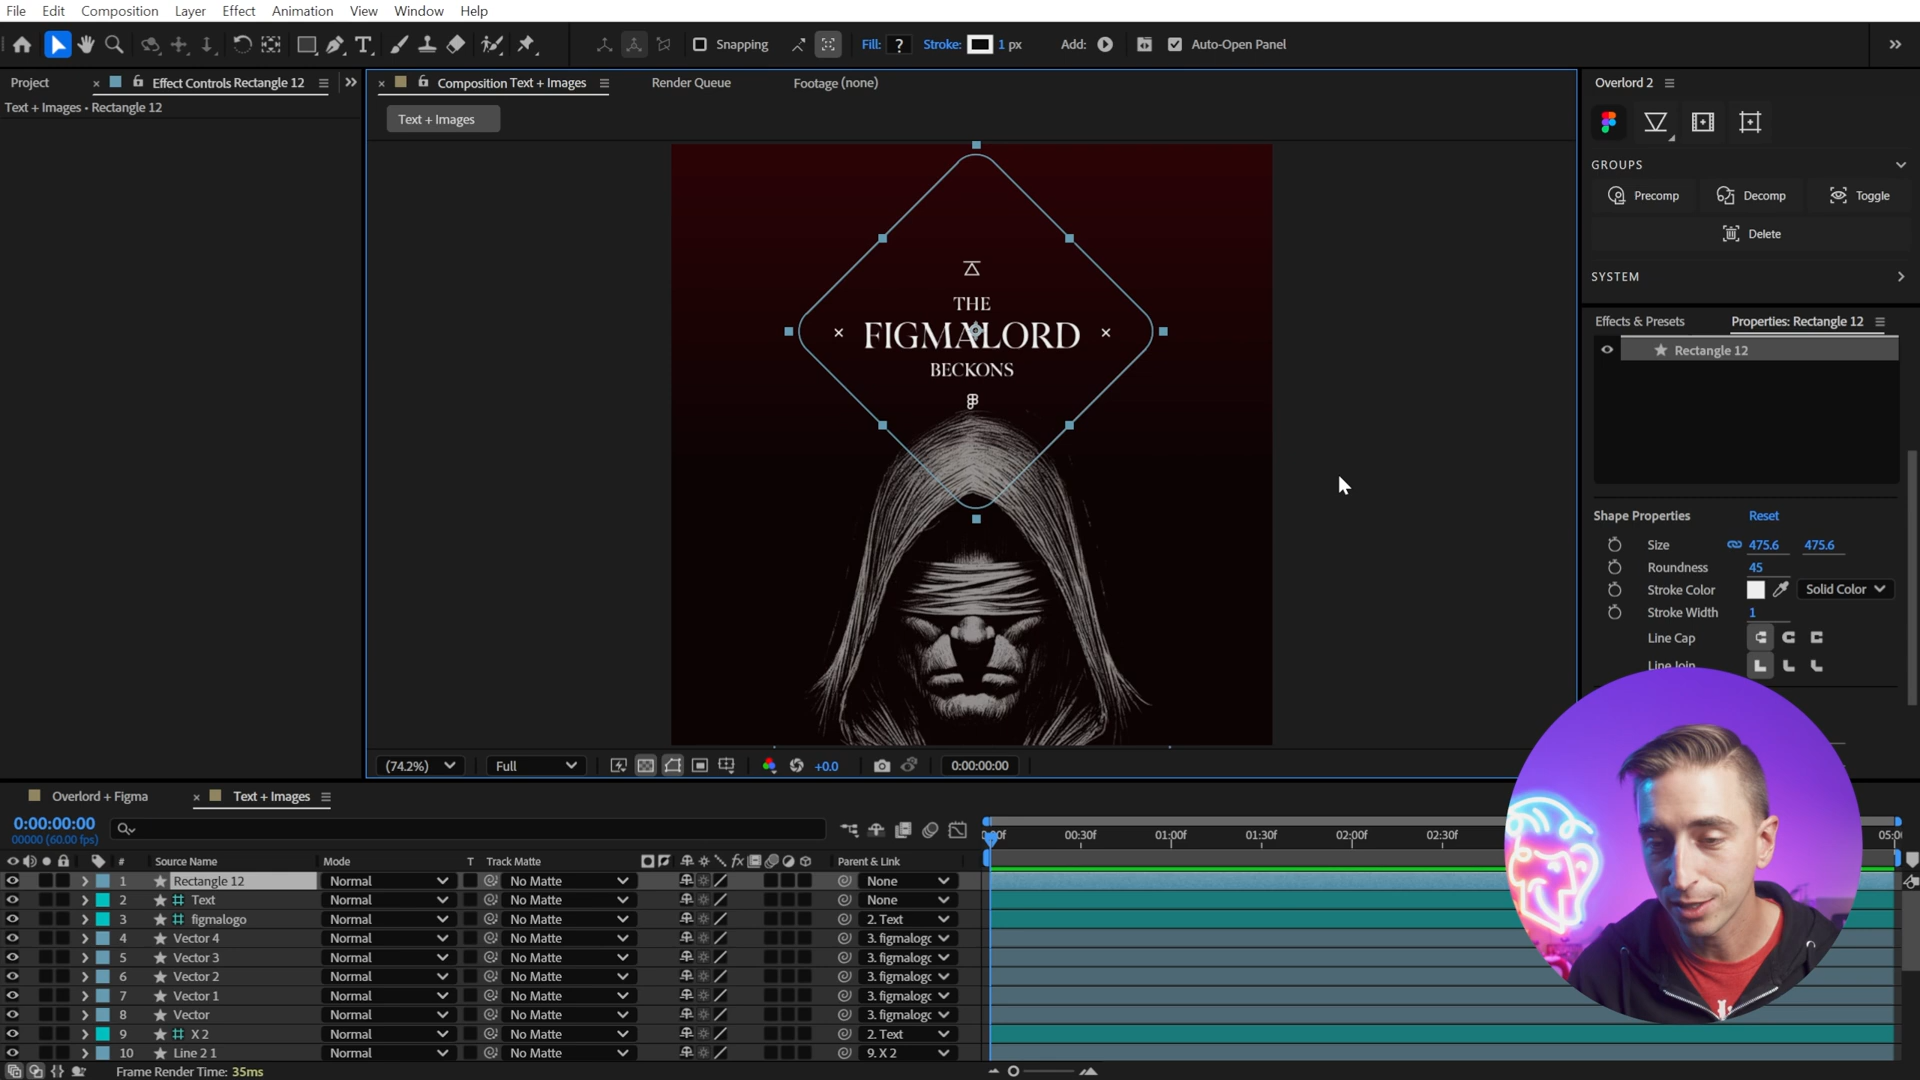 File Edit Composition Layer Effect Animation View Window Help
Snapping Fill: ? Stroke: 1 px Add: Auto-Open Panel
Project × Effect Controls Rectangle 12
Text + Images • Rectangle 12
× Composition Text + Images Render Queue Footage (none)
Text + Images
THE
× FIGMALORD ×
BECKONS
(74.2%) Full +0.0 0:00:00:00
Overlord 2
GROUPS
Precomp Decomp Toggle
Delete
SYSTEM
Effects & Presets Properties: Rectangle 12
Rectangle 12
Shape Properties Reset
Size 475.6 475.6
Roundness 45
Stroke Color Solid Color
Stroke Width 1
Line Cap
Line Join
Overlord + Figma × Text + Images
0:00:00:00
00000 (60.00 fps)
00:30f 01:00f 01:30f 02:00f 02:30f
# Source Name Mode T Track Matte fx Parent & Link
1 Rectangle 12 Normal No Matte None
2 Text Normal No Matte None
3 figmalogo Normal No Matte 2. Text
4 Vector 4 Normal No Matte 3. figmalogo
5 Vector 3 Normal No Matte 3. figmalogo
6 Vector 2 Normal No Matte 3. figmalogo
7 Vector 1 Normal No Matte 3. figmalogo
8 Vector Normal No Matte 3. figmalogo
9 X 2 Normal No Matte 2. Text
10 Line 2 1 Normal No Matte 9. X 2
Frame Render Time: 35ms